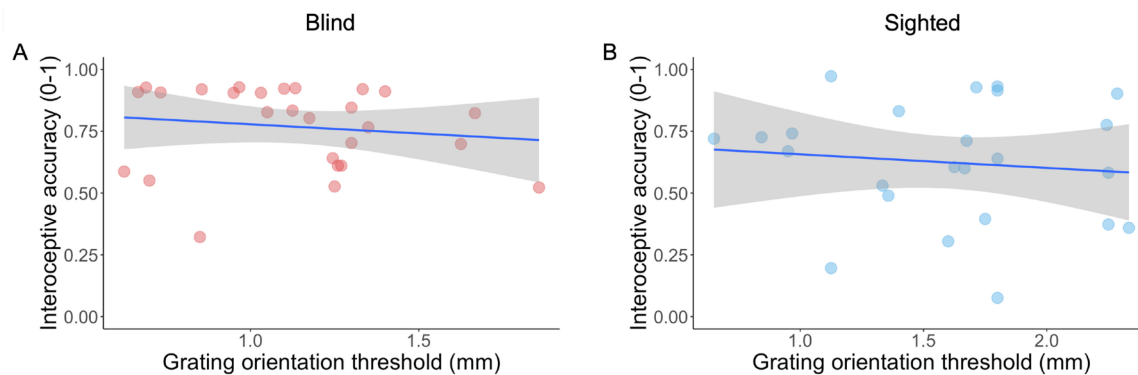 Blind
A
Interoceptive accuracy (0-1)
1.00
0.75
0.50
0.25
0.00
1.0
1.5
Grating orientation threshold (mm)
Sighted
B
Interoceptive accuracy (0-1)
1.00
0.75
0.50
0.25
0.00
1.0
1.5
2.0
Grating orientation threshold (mm)